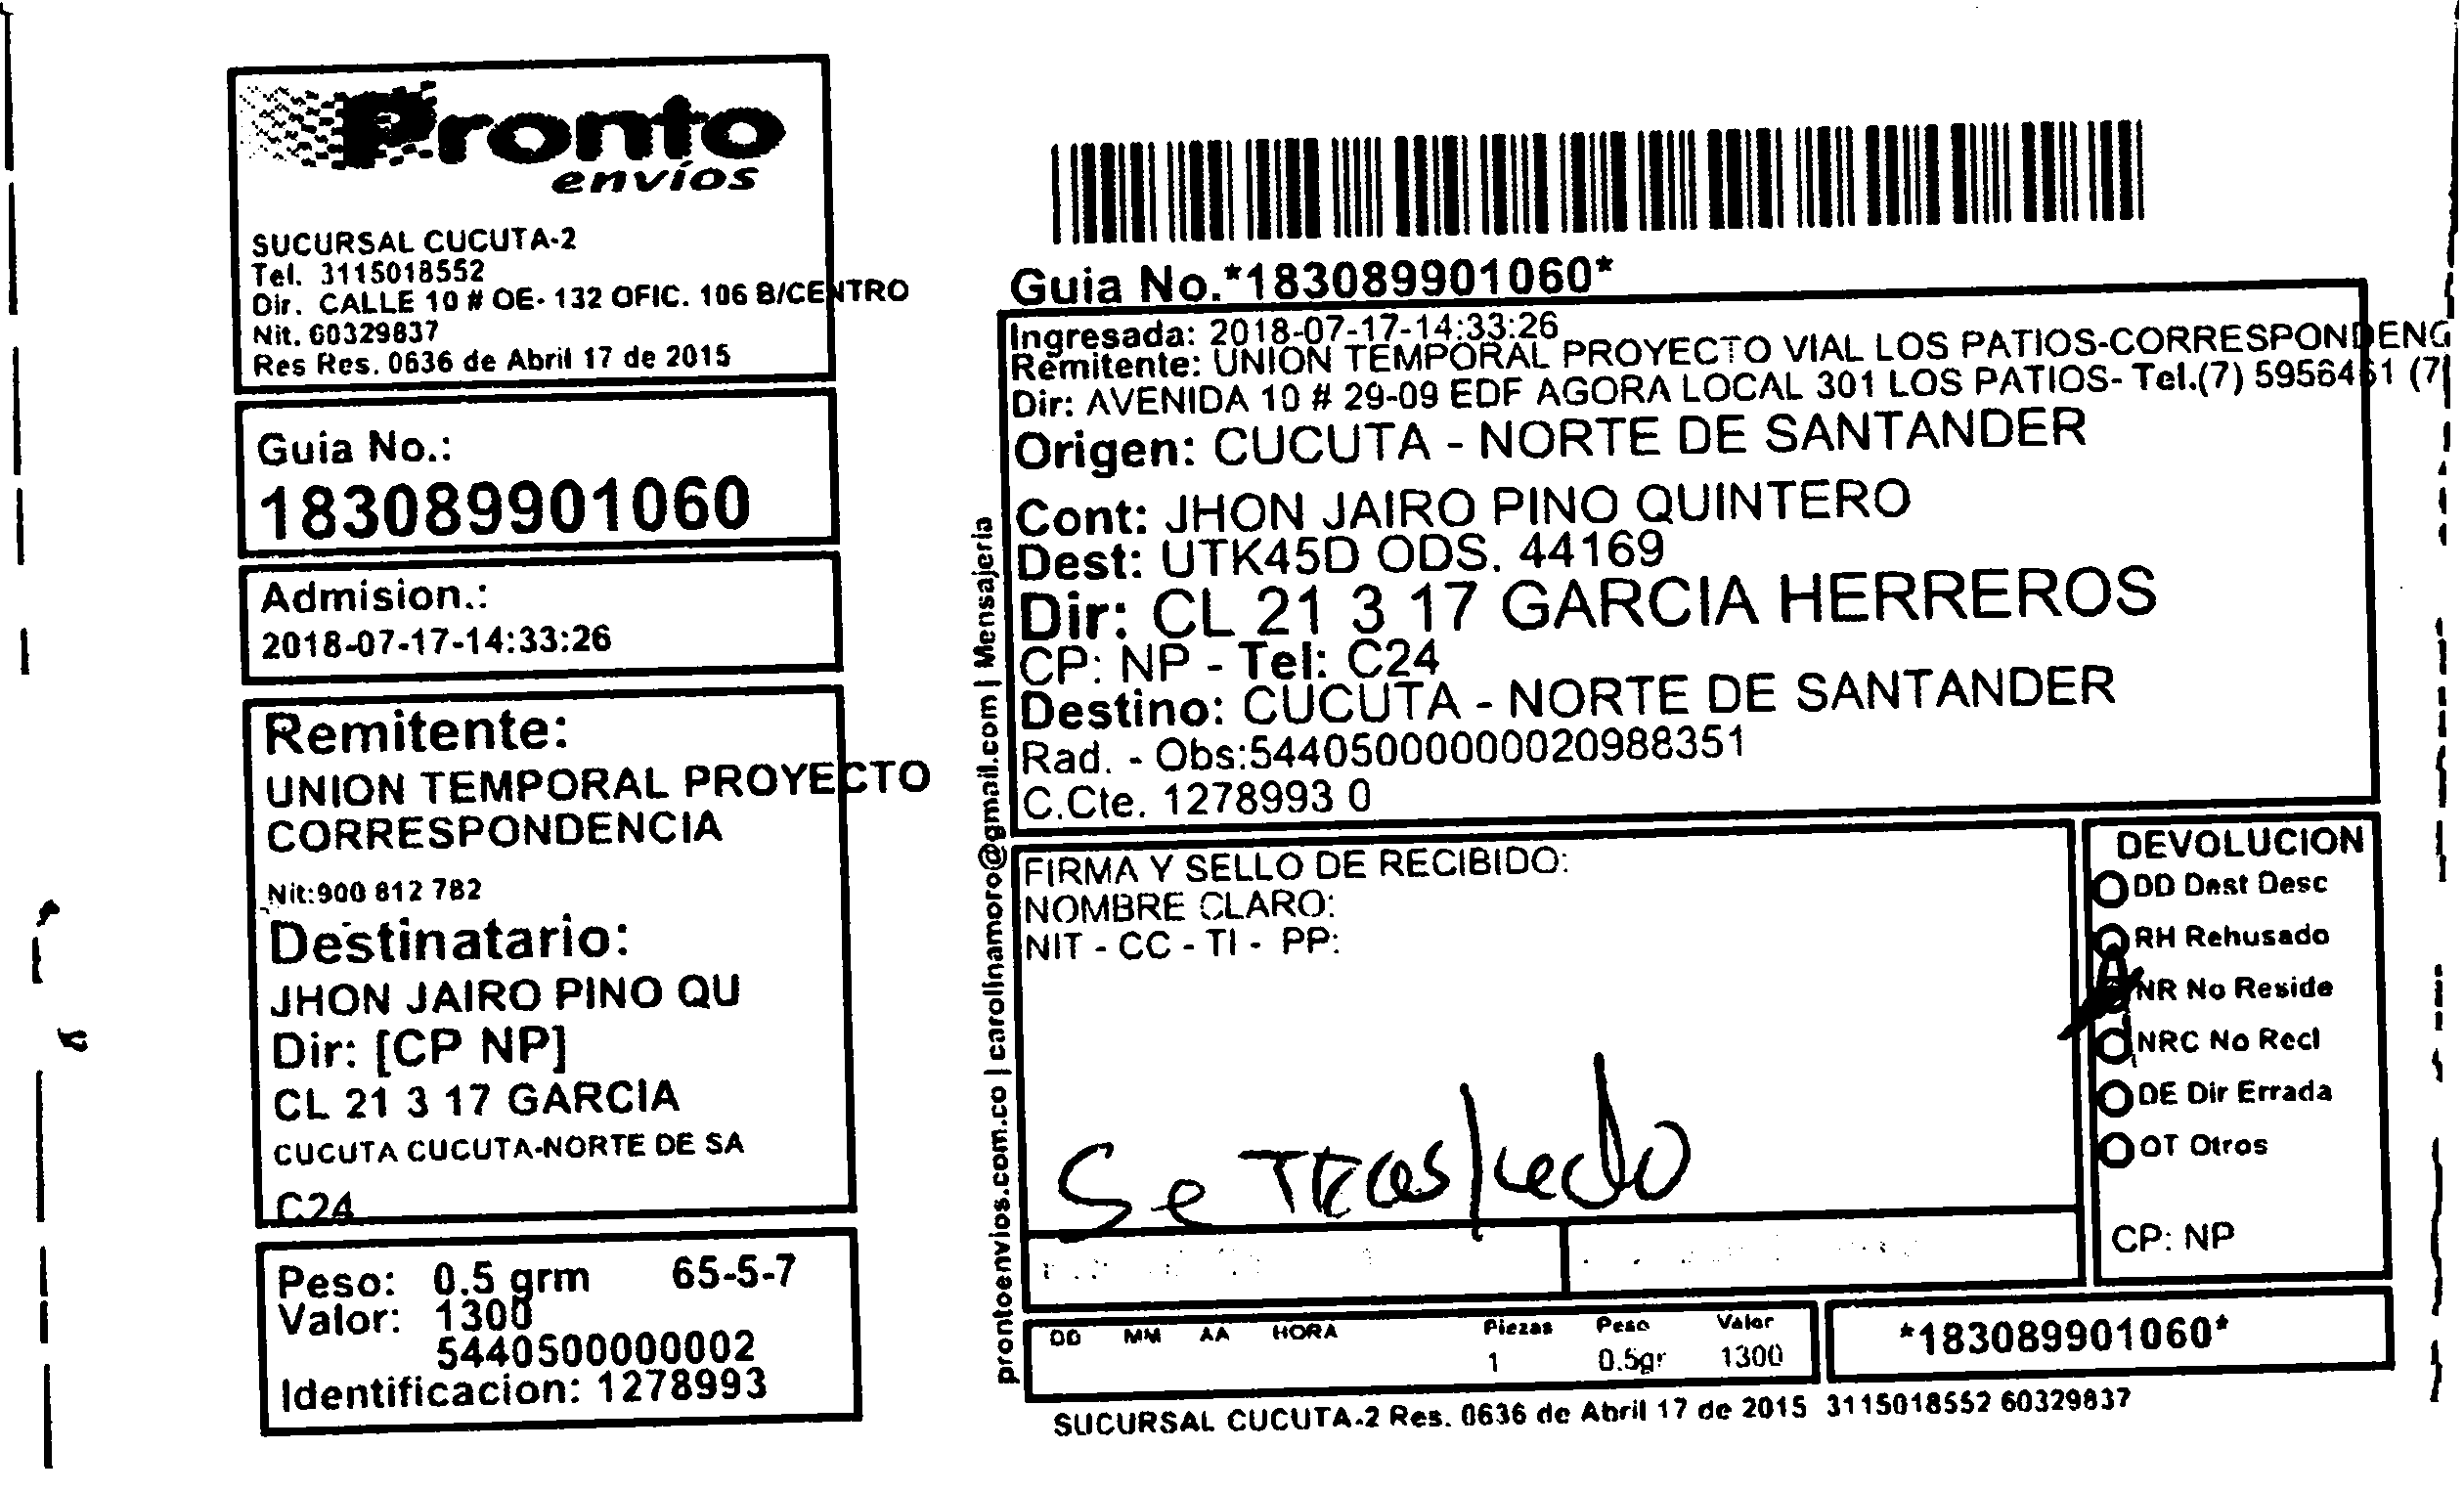 Pronto
envíos
SUCURSAL CUCUTA-2
Tel. 3115018552
Dir. CALLE 10 # OE- 132 OFIC. 106 B/CENTRO
Nit. 60329837
Res Res. 0636 de Abril 17 de 2015
Guia No.:
183089901060
Admision.:
2018-07-17-14:33:26
Remitente:
UNION TEMPORAL PROYECTO
CORRESPONDENCIA
Nit:900 812 782
Destinatario:
JHON JAIRO PINO QU
Dir: [CP NP]
CL 21 3 17 GARCIA
CUCUTA CUCUTA-NORTE DE SA
C24
Peso: 0.5 grm 65-5-7
Valor: 1300
5440500000002
Identificacion: 1278993
prontoenvios.com.co | carolinamoro@gmail.com | Mensajeria
Guia No.*183089901060*
Ingresada: 2018-07-17-14:33:26
Remitente: UNION TEMPORAL PROYECTO VIAL LOS PATIOS-CORRESPONDENC
Dir: AVENIDA 10 # 29-09 EDF AGORA LOCAL 301 LOS PATIOS- Tel.(7) 5956461 (7
Origen: CUCUTA - NORTE DE SANTANDER
Cont: JHON JAIRO PINO QUINTERO
Dest: UTK45D ODS. 44169
Dir: CL 21 3 17 GARCIA HERREROS
CP: NP - Tel: C24
Destino: CUCUTA - NORTE DE SANTANDER
Rad. - Obs:544050000000020988351
C.Cte. 1278993 0
FIRMA Y SELLO DE RECIBIDO:
NOMBRE CLARO:
NIT - CC - TI - PP:
Se Trasledo
DEVOLUCION
DD Dest Desc
RH Rehusado
NR No Reside
NRC No Recl
DE Dir Errada
OT Otros
CP: NP
DD MM AA HORA Piezas Peso Valor
1 0.5gr 1300
*183089901060*
SUCURSAL CUCUTA-2 Res. 0636 de Abril 17 de 2015 3115018552 60329837